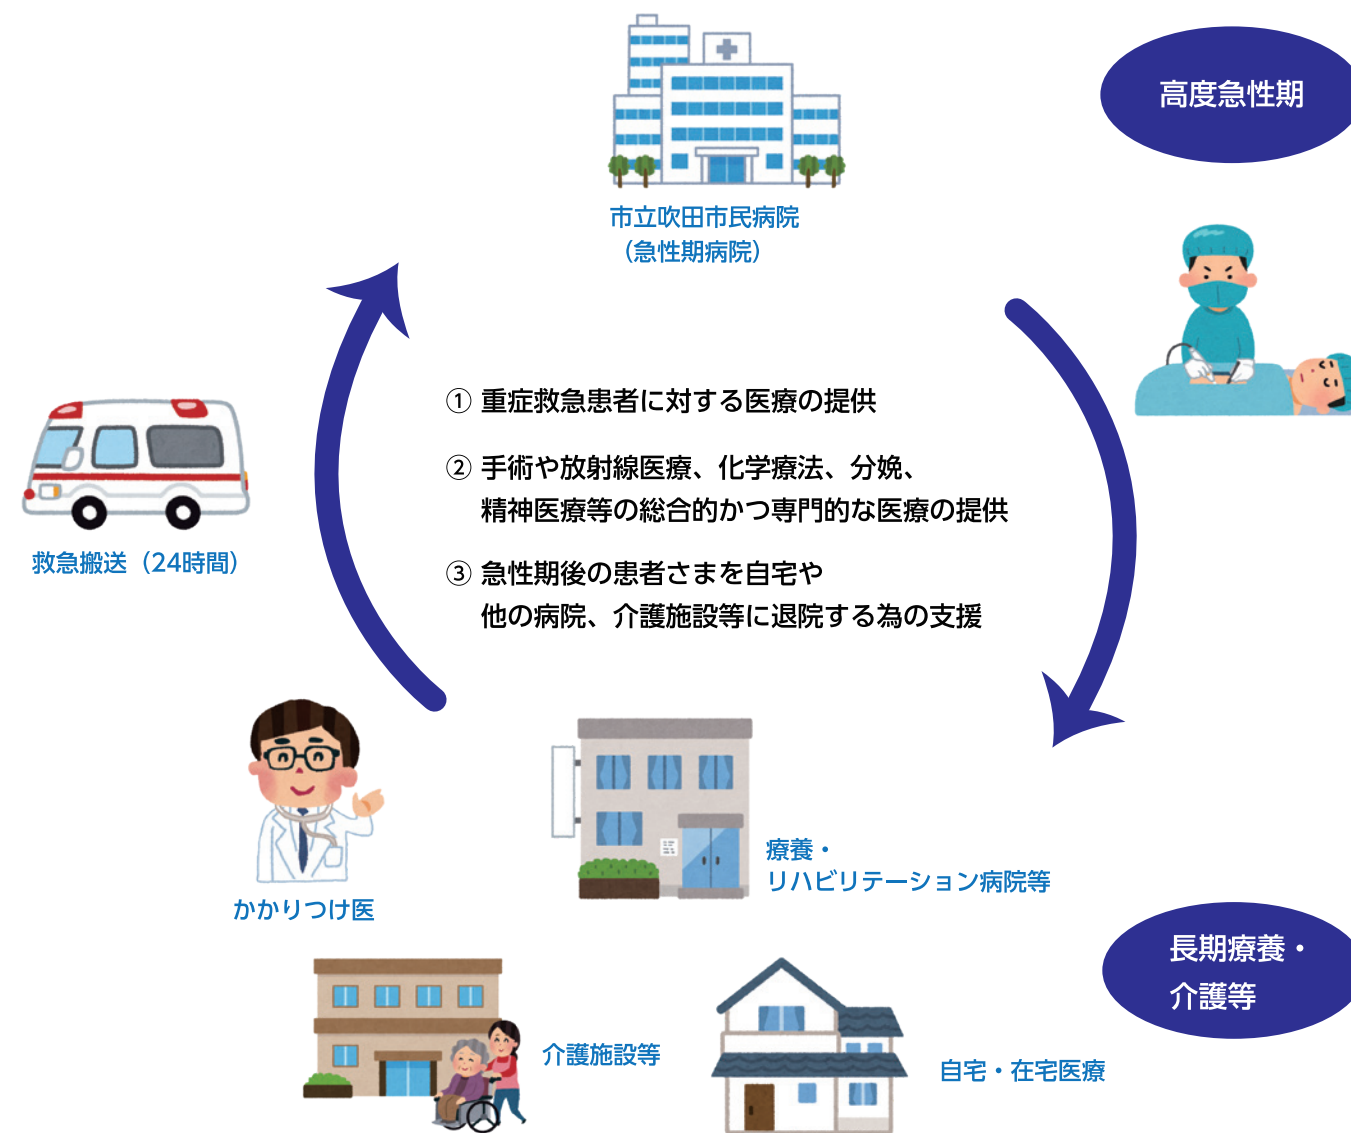 高度急性期
市立吹田市民病院
（急性期病院）
① 重症救急患者に対する医療の提供
② 手術や放射線医療、化学療法、分娩、
精神医療等の総合的かつ専門的な医療の提供
③ 急性期後の患者さまを自宅や
他の病院、介護施設等に退院する為の支援
救急搬送（24時間）
かかりつけ医
療養・
リハビリテーション病院等
長期療養・
介護等
介護施設等
自宅・在宅医療